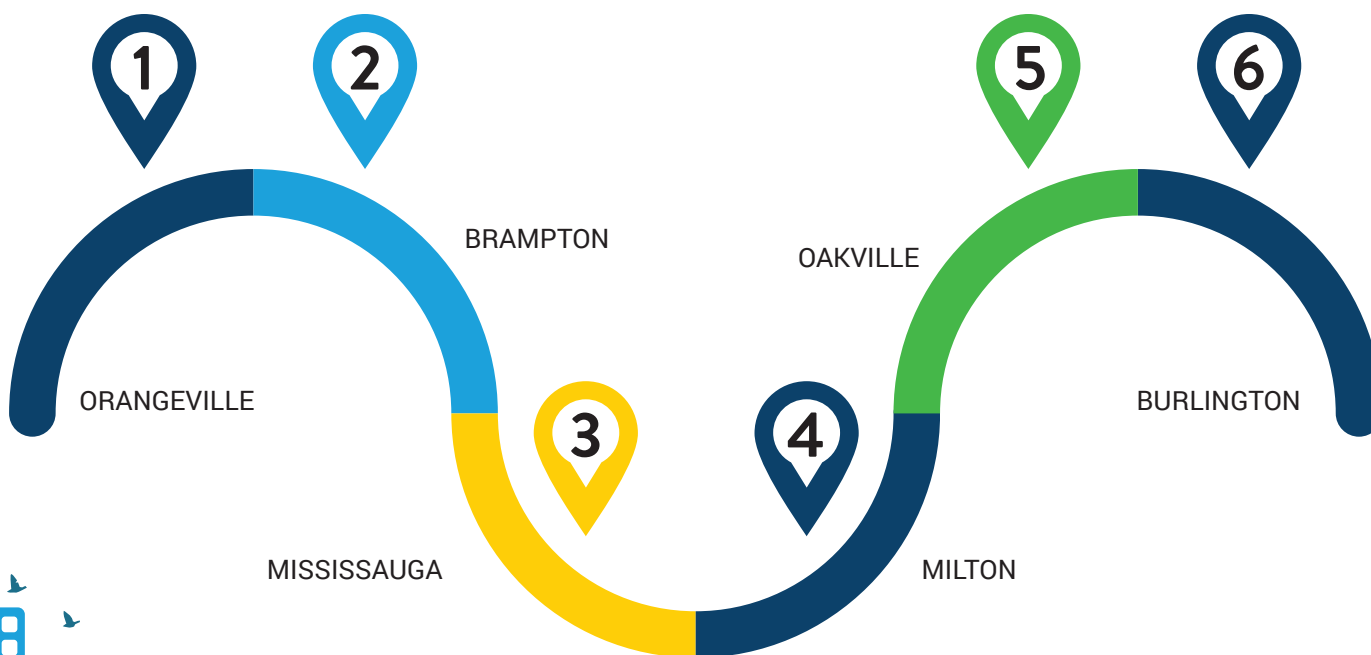 1
2
5
6
BRAMPTON
OAKVILLE
ORANGEVILLE
BURLINGTON
3
4
MISSISSAUGA
MILTON